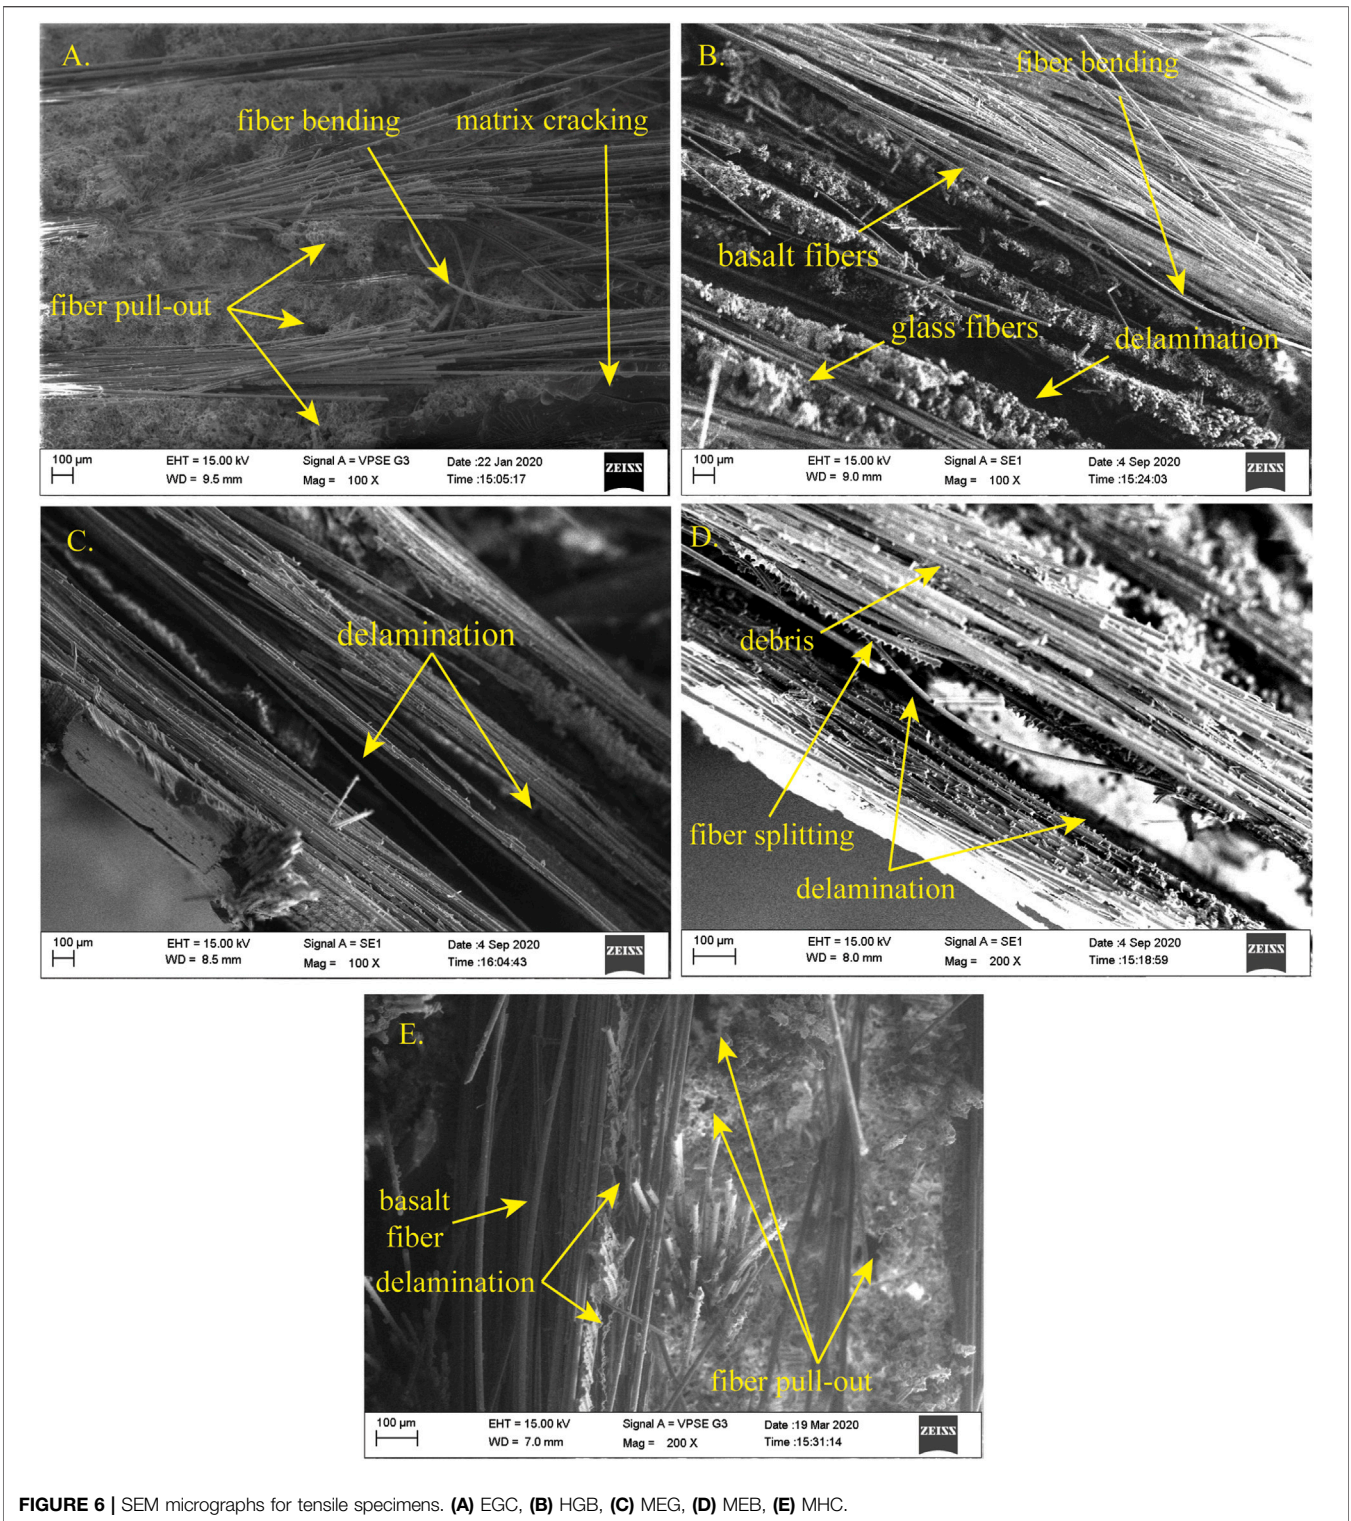 A.
fiber bending
matrix cracking
fiber pull-out
100 µm
EHT = 15.00 kV
Signal A = VPSE G3
Date :22 Jan 2020
WD = 9.5 mm
Mag = 100 X
Time :15:05:17
ZEISS
B.
fiber bending
basalt fibers
glass fibers
delamination
100 µm
EHT = 15.00 kV
Signal A = SE1
Date :4 Sep 2020
WD = 9.0 mm
Mag = 100 X
Time :15:24:03
ZEISS
C.
delamination
100 µm
EHT = 15.00 kV
Signal A = SE1
Date :4 Sep 2020
WD = 8.5 mm
Mag = 100 X
Time :16:04:43
ZEISS
D.
debris
fiber splitting
delamination
100 µm
EHT = 15.00 kV
Signal A = SE1
Date :4 Sep 2020
WD = 8.0 mm
Mag = 200 X
Time :15:18:59
ZEISS
E.
basalt
fiber
delamination
fiber pull-out
100 µm
EHT = 15.00 kV
Signal A = VPSE G3
Date :19 Mar 2020
WD = 7.0 mm
Mag = 200 X
Time :15:31:14
ZEISS
FIGURE 6 | SEM micrographs for tensile specimens. (A) EGC, (B) HGB, (C) MEG, (D) MEB, (E) MHC.